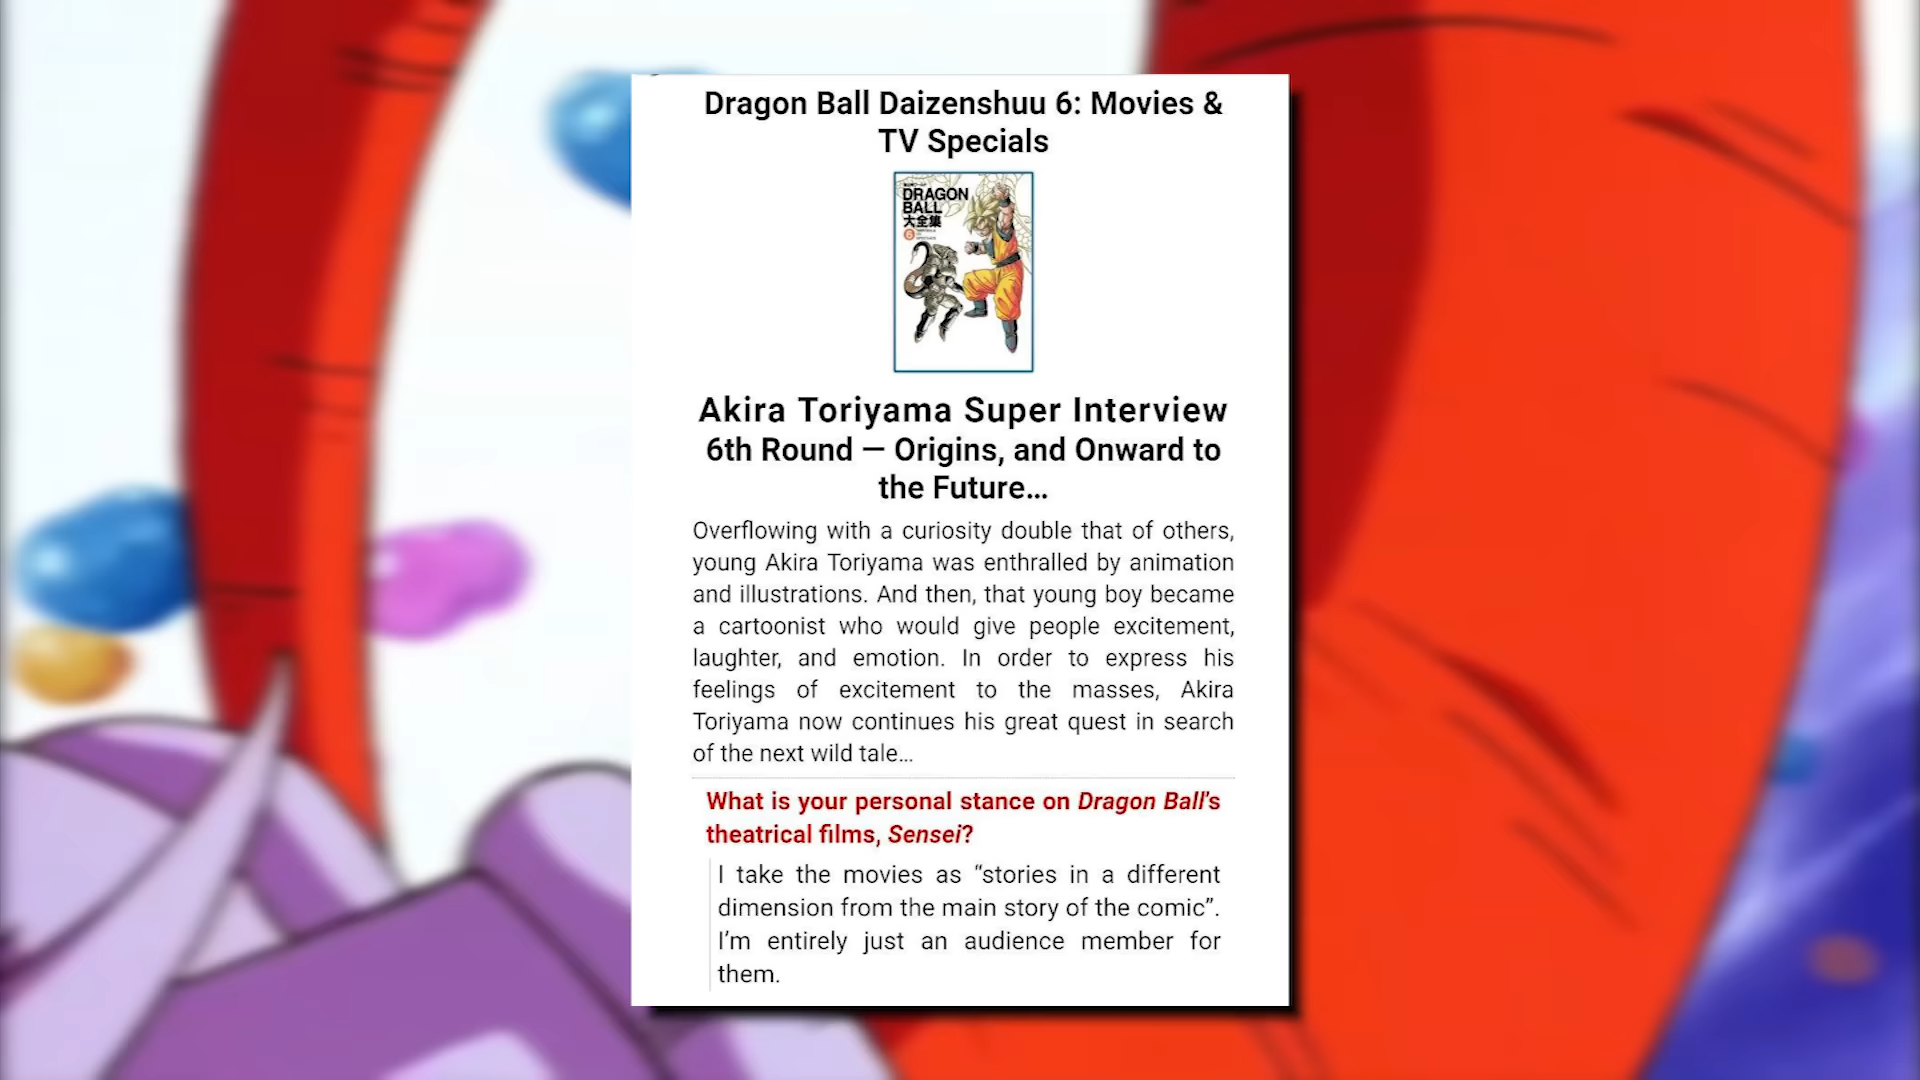 Dragon Ball Daizenshuu 6: Movies &
TV Specials
DRAGON
BALL
大全集
6
Akira Toriyama Super Interview
6th Round — Origins, and Onward to
the Future...
Overflowing with a curiosity double that of others,
young Akira Toriyama was enthralled by animation
and illustrations. And then, that young boy became
a cartoonist who would give people excitement,
laughter, and emotion. In order to express his
feelings of excitement to the masses, Akira
Toriyama now continues his great quest in search
of the next wild tale...
What is your personal stance on Dragon Ball's
theatrical films, Sensei?
I take the movies as “stories in a different
dimension from the main story of the comic”.
I’m entirely just an audience member for
them.